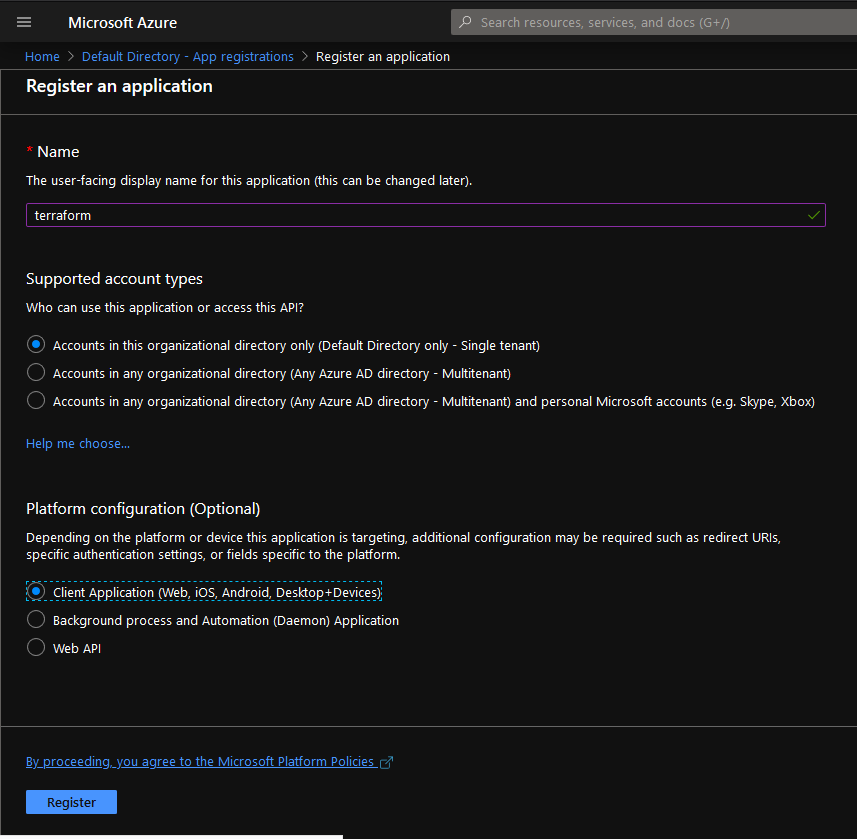 Microsoft Azure
Search resources, services, and docs (G+/)
Home > Default Directory - App registrations > Register an application
Register an application
* Name
The user-facing display name for this application (this can be changed later).
terraform
Supported account types
Who can use this application or access this API?
Accounts in this organizational directory only (Default Directory only - Single tenant)
Accounts in any organizational directory (Any Azure AD directory - Multitenant)
Accounts in any organizational directory (Any Azure AD directory - Multitenant) and personal Microsoft accounts (e.g. Skype, Xbox)
Help me choose...
Platform configuration (Optional)
Depending on the platform or device this application is targeting, additional configuration may be required such as redirect URIs,
specific authentication settings, or fields specific to the platform.
Client Application (Web, iOS, Android, Desktop+Devices)
Background process and Automation (Daemon) Application
Web API
By proceeding, you agree to the Microsoft Platform Policies
Register